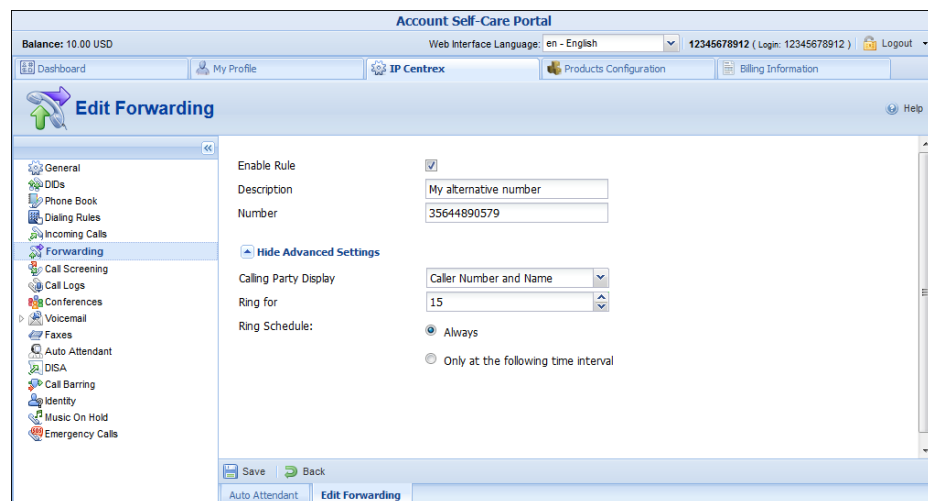 Account Self-Care Portal
Balance: 10.00 USD Web Interface Language: en - English 12345678912 ( Login: 12345678912 ) Logout
Dashboard My Profile IP Centrex Products Configuration Billing Information
Edit Forwarding Help
General
DIDs
Phone Book
Dialing Rules
Incoming Calls
Forwarding
Call Screening
Call Logs
Conferences
Voicemail
Faxes
Auto Attendant
DISA
Call Barring
Identity
Music On Hold
Emergency Calls
Enable Rule
Description My alternative number
Number 35644890579
Hide Advanced Settings
Calling Party Display Caller Number and Name
Ring for 15
Ring Schedule: Always
Only at the following time interval
Save Back
Auto Attendant Edit Forwarding